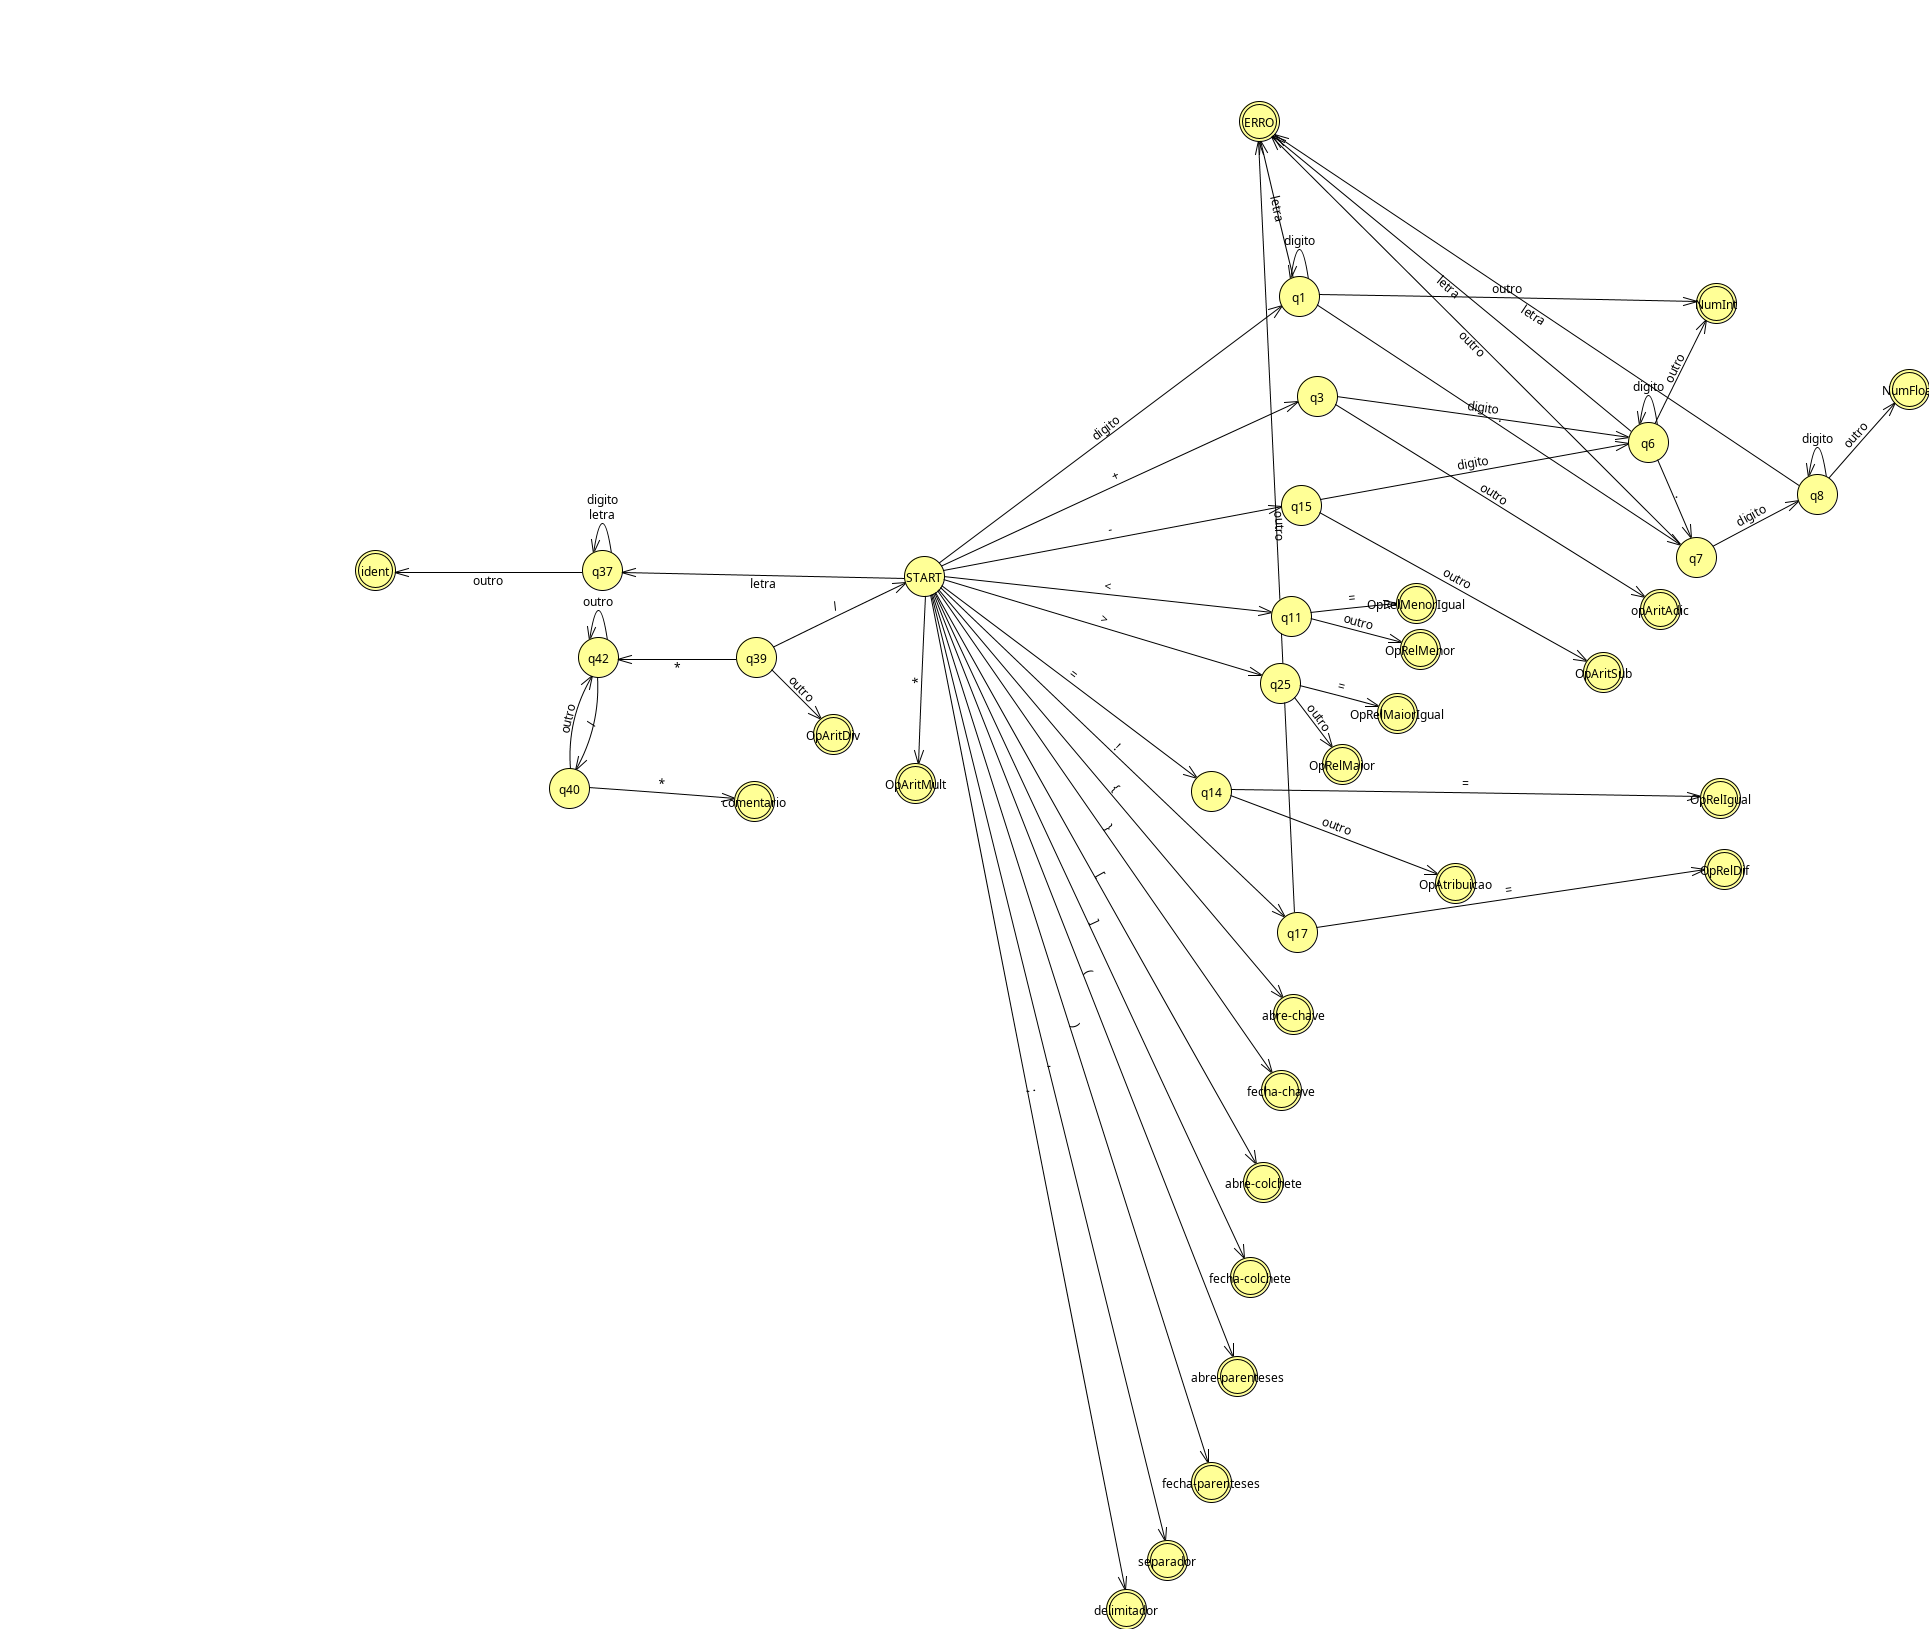 ERRO
letra
digito
q1
outro
NumInt
letra
letra
outro
outro
digito
NumFloa
q3
digito
.
digito
outro
q6
digito
+
digito
outro
.
q8
q15
-
outro
digito
digito
letra
q7
ident
outro
q37
letra
START
<
=
OpRelMenorIgual
outro
opAritAdic
outro
/
q11
outro
OpRelMenor
>
q42
*
q39
outro
*
=
q25
=
OpRelMaiorIgual
OpAritSub
outro
/
OpAritDiv
outro
OpRelMaior
!
q40
*
comentario
OpAritMult
{
q14
=
OpRelIgual
}
outro
OpAtribuicao
=
OpRelDif
[
]
q17
(
abre-chave
)
fecha-chave
abre-colchete
fecha-colchete
abre-parenteses
fecha-parenteses
separador
delimitador